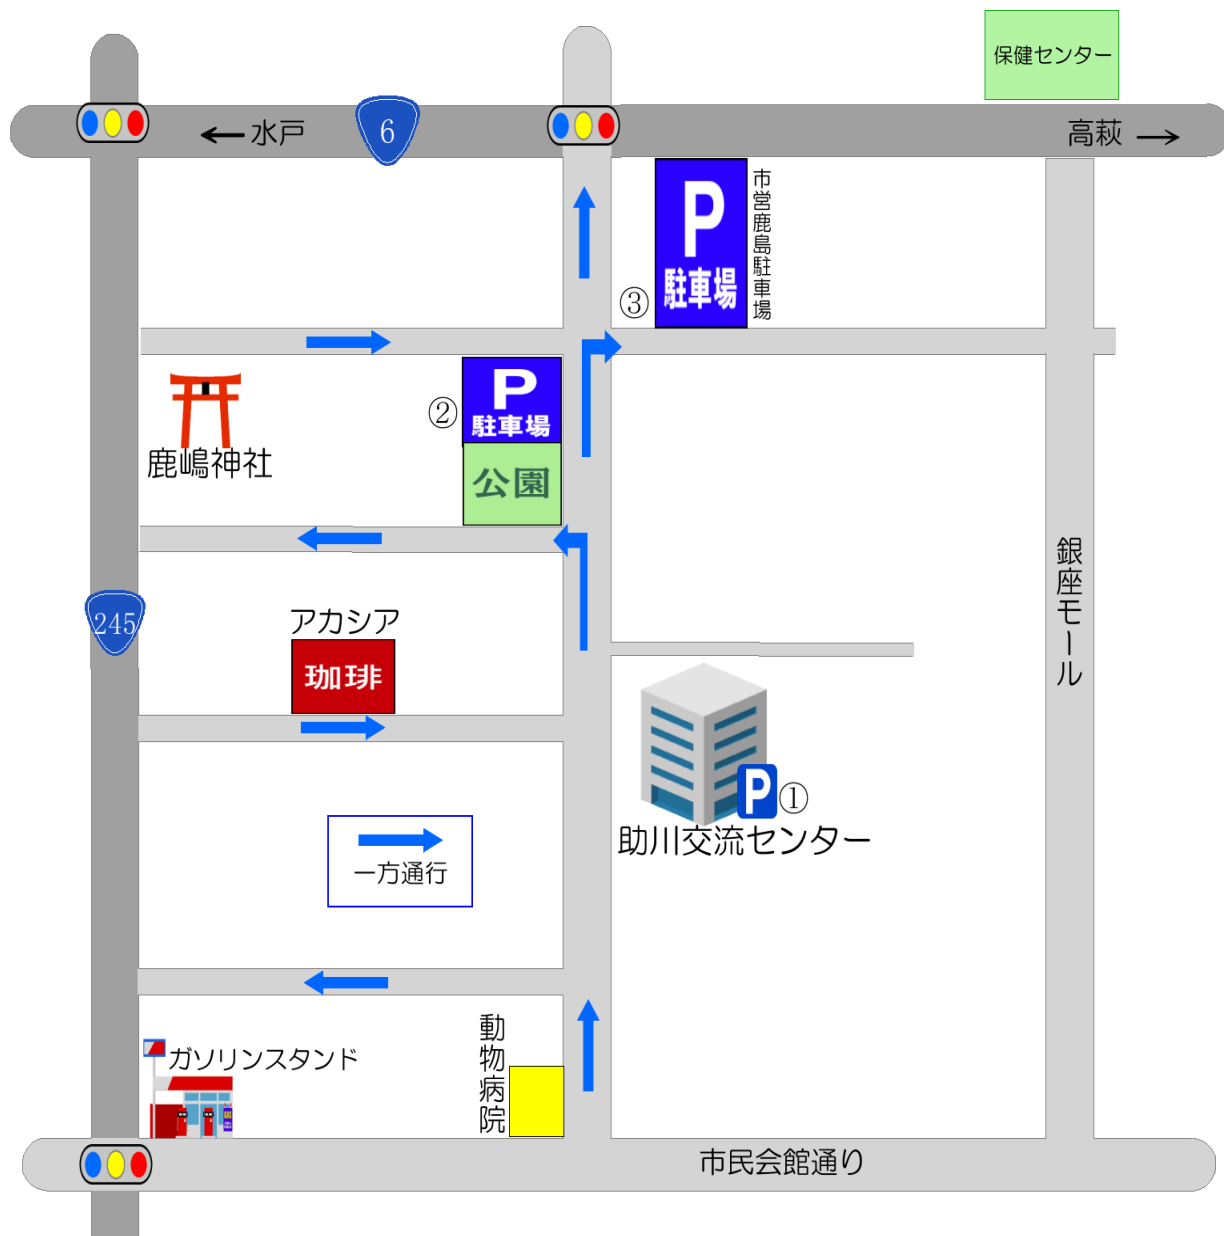 保健センター
←水戸
6
高萩→
P
駐車場
市営鹿島駐車場
③
P
駐車場
②
公園
鹿嶋神社
銀座モール
245
アカシア
珈琲
P
①
助川交流センター
一方通行
動物病院
ガソリンスタンド
市民会館通り